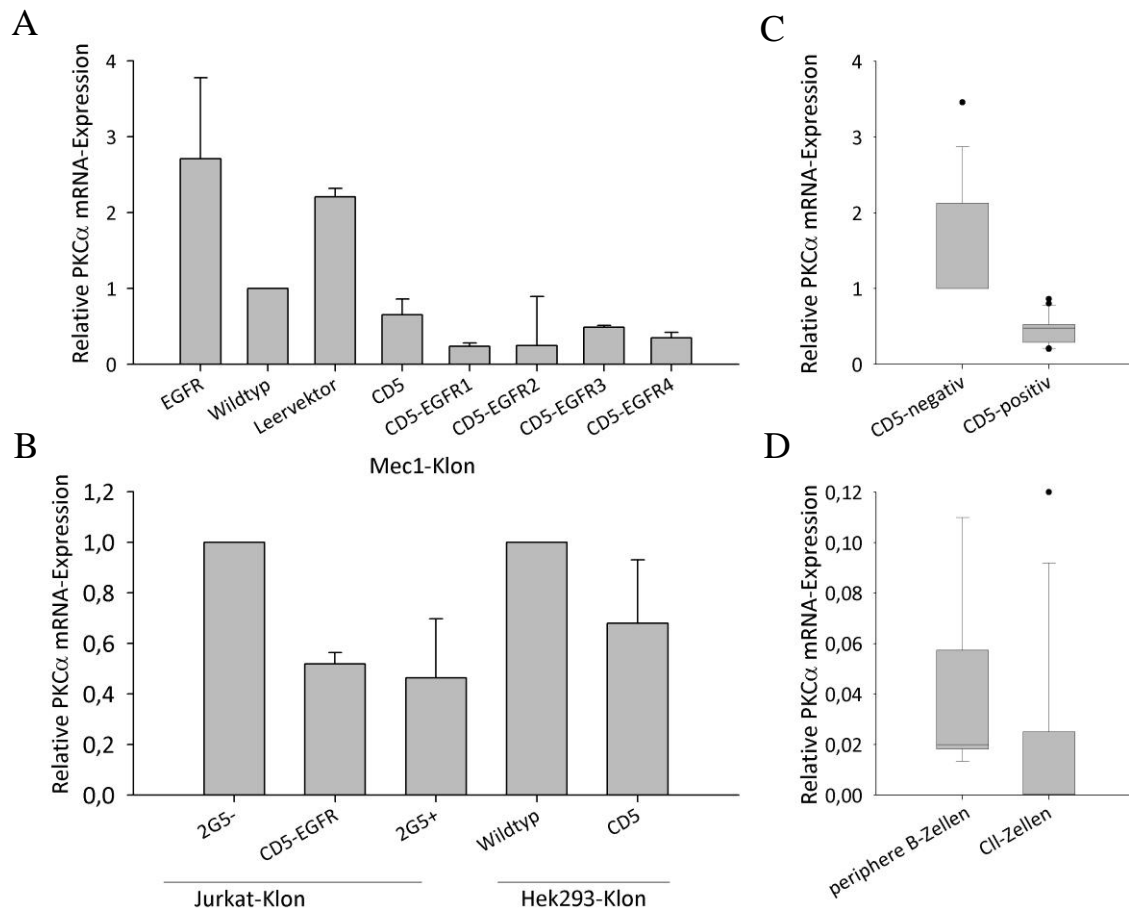 A
Relative PKCα mRNA-Expression
4
3
2
1
0
EGFR
Wildtyp
Leervektor
CD5
CD5-EGFR1
CD5-EGFR2
CD5-EGFR3
CD5-EGFR4
Mec1-Klon
B
Relative PKCα mRNA-Expression
1,2
1,0
0,8
0,6
0,4
0,2
0,0
2G5-
CD5-EGFR
2G5+
Wildtyp
CD5
Jurkat-Klon
Hek293-Klon
C
Relative PKCα mRNA-Expression
4
3
2
1
0
CD5-negativ
CD5-positiv
D
Relative PKCα mRNA-Expression
0,12
0,10
0,08
0,06
0,04
0,02
0,00
periphere B-Zellen
Cll-Zellen